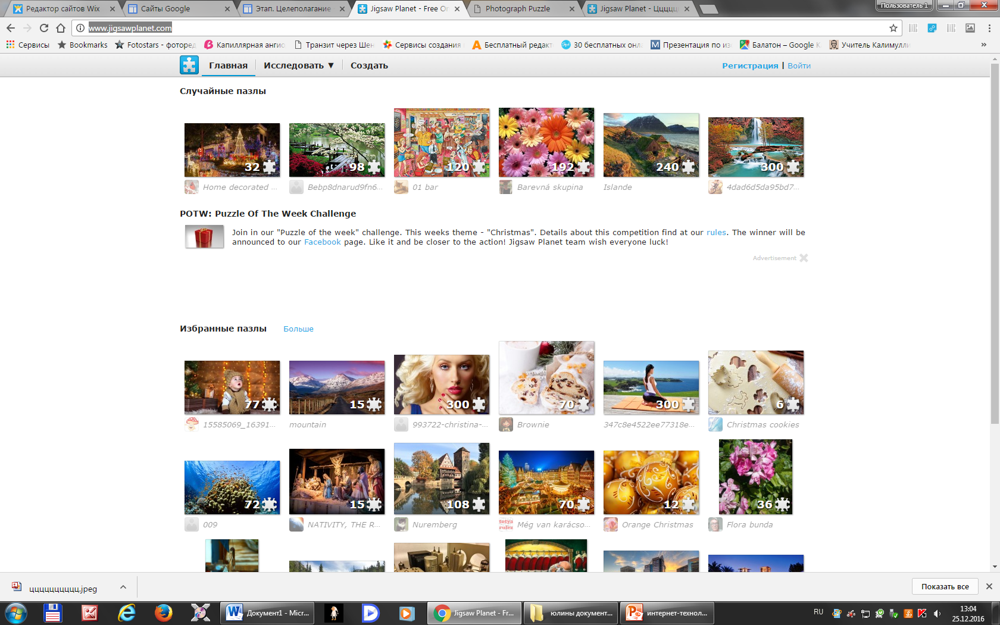 Редактор сайтов Wix
Сайты Google
Этап. Целеполагание
Jigsaw Planet - Free Or
Photograph Puzzle
Jigsaw Planet - Цццц
Пользователь 1
www.jigsawplanet.com
Сервисы
Bookmarks
Fotostars - фоторед
Капиллярная ангио
Транзит через Шен
Сервисы создания
Бесплатный редакт
30 бесплатных онла
Презентация по из
Балатон – Google К
Учитель Калимулли
»
Главная
Исследовать ▼
Создать
Регистрация | Войти
Случайные пазлы
32
98
120
192
240
300
Home decorated ...
Bebp8dnarud9fn6...
01 bar
Barevná skupina
Islande
4dad6d5da95bd7...
POTW: Puzzle Of The Week Challenge
Join in our "Puzzle of the week" challenge. This weeks theme - "Christmas". Details about this competition find at our rules. The winner will be
announced to our Facebook page. Like it and be closer to the action! Jigsaw Planet team wish everyone luck!
Advertisement
Избранные пазлы
Больше
77
15
300
70
300
6
15585069_16391...
mountain
993722-christina-...
Brownie
347c8e4522ee77318e...
Christmas cookies
72
15
108
70
12
36
009
NATIVITY, THE R...
totya
rulez
Nuremberg
Még van karácso...
Orange Christmas
Flora bunda
цццццццццц.jpeg
Показать все
Документ1 - Micr...
Jigsaw Planet - Fr...
юлины документ...
интернет-технол...
RU
13:04
25.12.2016